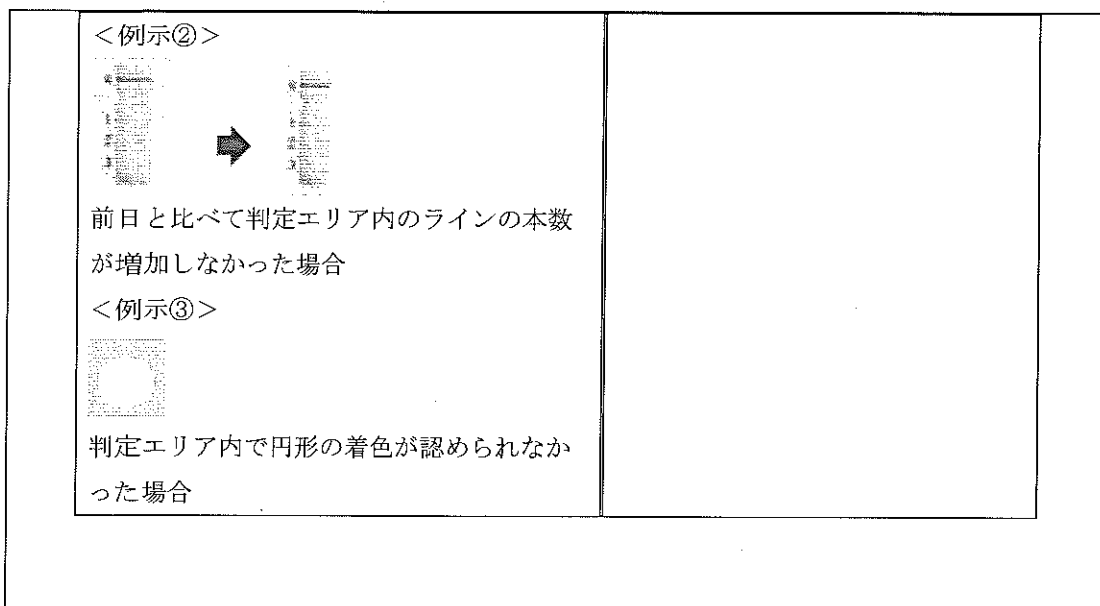 ＜例示②＞
前日と比べて判定エリア内のラインの本数
が増加しなかった場合
＜例示③＞
判定エリア内で円形の着色が認められなか
った場合